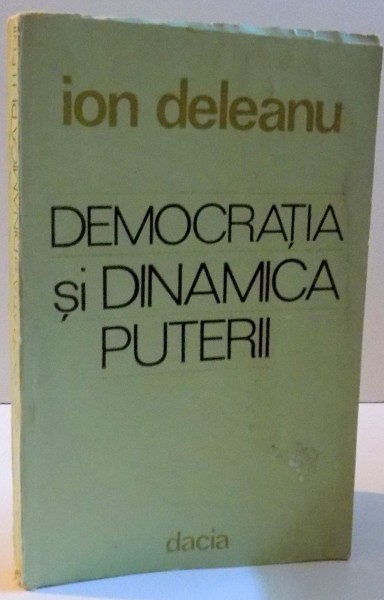 ion deleanu
DEMOCRAȚIA
și DINAMICA
PUTERII
dacia